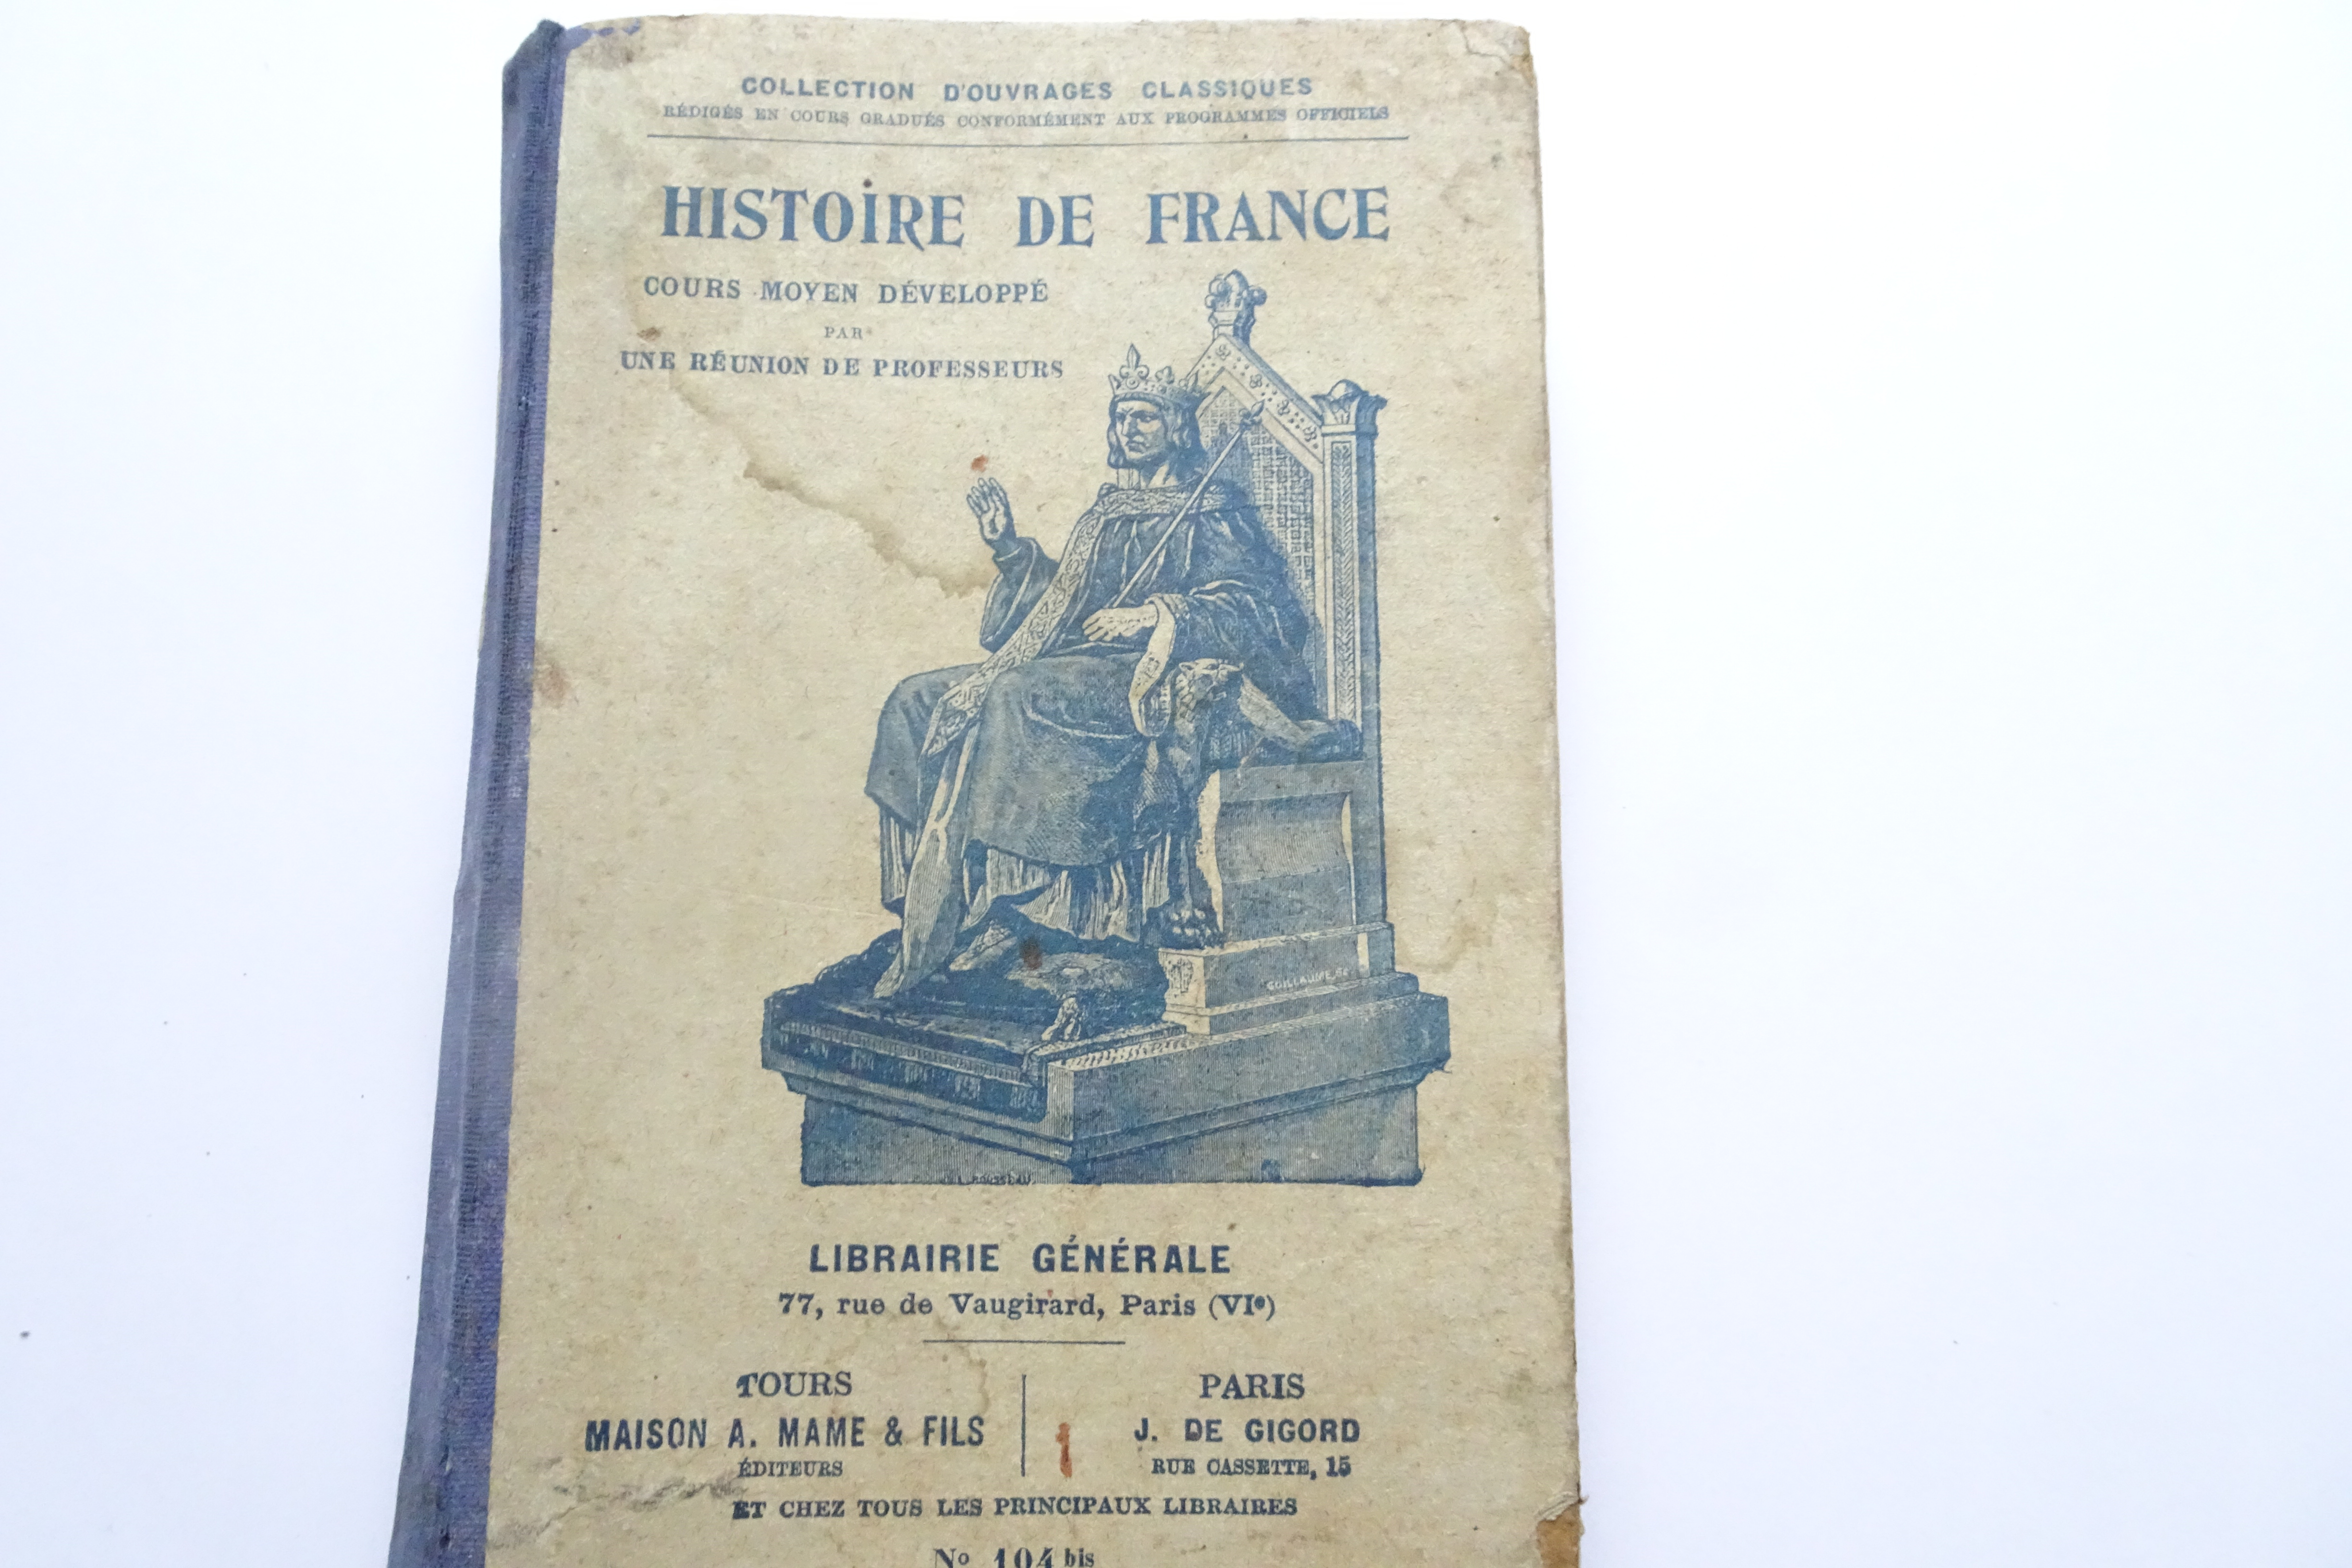 COLLECTION D'OUVRAGES CLASSIQUES
RÉDIGÉS EN COURS GRADUÉS CONFORMÉMENT AUX PROGRAMMES OFFICIELS
HISTOIRE DE FRANCE
COURS MOYEN DÉVELOPPÉ
PAR
UNE RÉUNION DE PROFESSEURS
GUILLAUME
ROUSSEAU
LIBRAIRIE GÉNÉRALE
77, rue de Vaugirard, Paris (VIe)
TOURS
MAISON A. MAME & FILS
ÉDITEURS
PARIS
J. DE GIGORD
RUE CASSETTE, 15
ET CHEZ TOUS LES PRINCIPAUX LIBRAIRES
No 104 bis